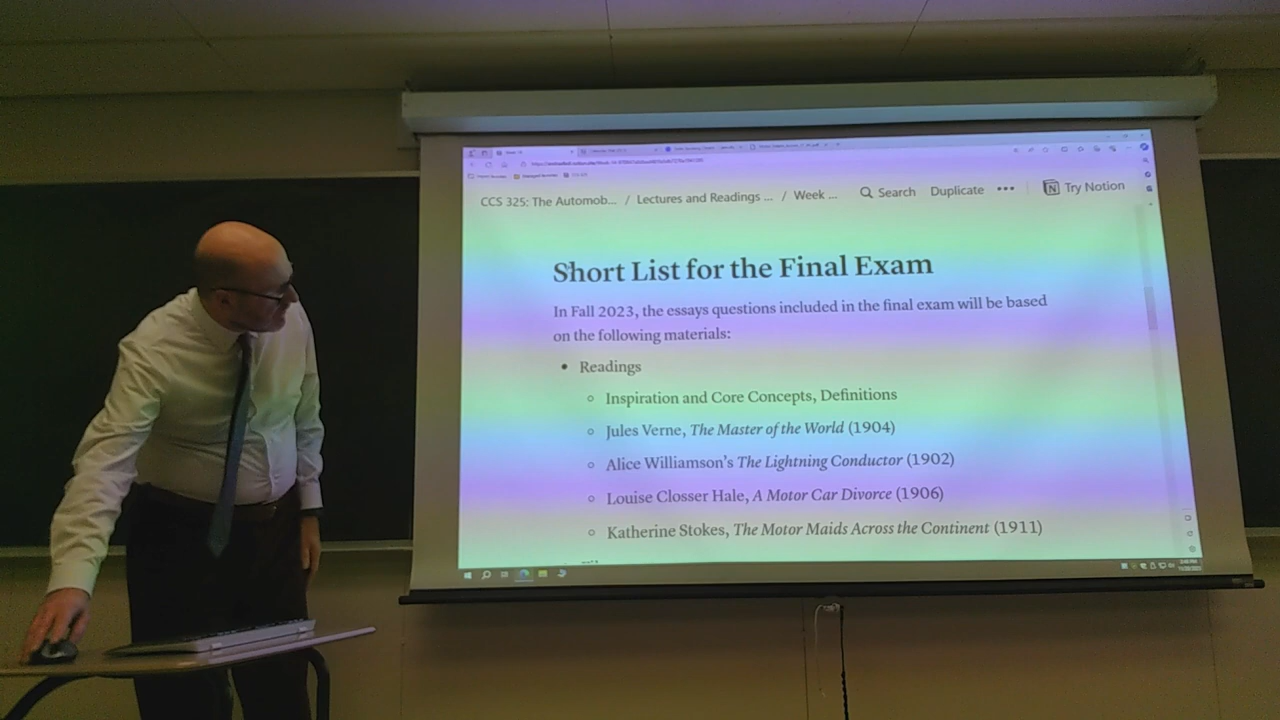 CCS 325: The Automob... / Lectures and Readings ... / Week ... Search Duplicate ••• Try Notion
Short List for the Final Exam
In Fall 2023, the essays questions included in the final exam will be based
on the following materials:
• Readings
◦ Inspiration and Core Concepts, Definitions
◦ Jules Verne, The Master of the World (1904)
◦ Alice Williamson's The Lightning Conductor (1902)
◦ Louise Closser Hale, A Motor Car Divorce (1906)
◦ Katherine Stokes, The Motor Maids Across the Continent (1911)